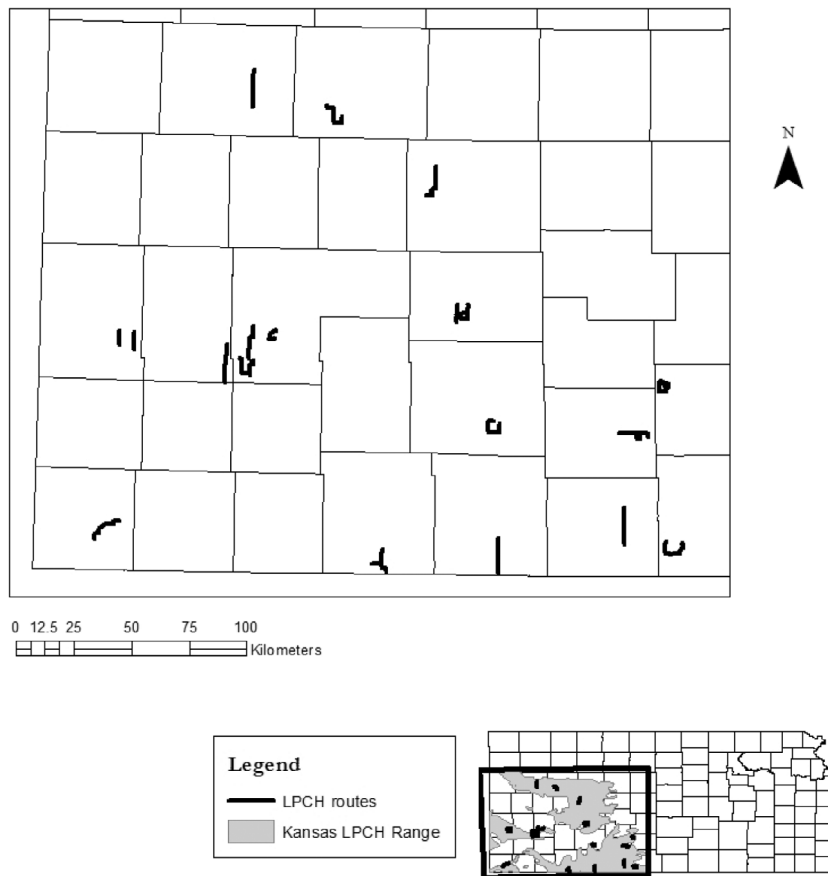 N
0 12.5 25 50 75 100
Kilometers
Legend
LPCH routes
Kansas LPCH Range